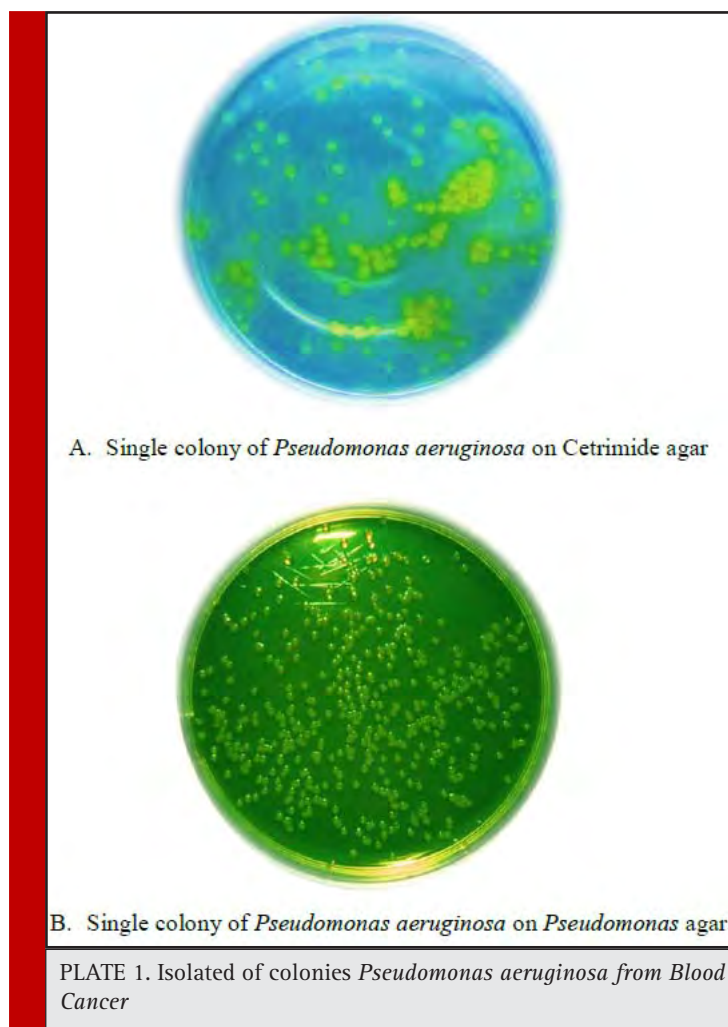 A. Single colony of Pseudomonas aeruginosa on Cetrimide agar
B. Single colony of Pseudomonas aeruginosa on Pseudomonas agar
PLATE 1. Isolated of colonies Pseudomonas aeruginosa from Blood
Cancer